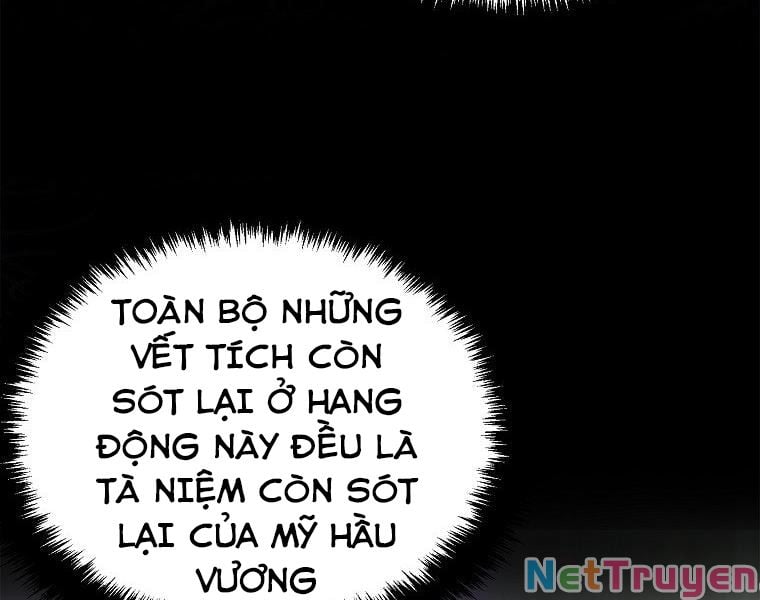 TOÀN BỘ NHỮNG
VẾT TÍCH CÒN
SÓT LẠI Ở HANG
ĐỘNG NÀY ĐỀU LÀ
TÀ NIỆM CÒN SÓT
LẠI CỦA MỸ HẦU
VƯƠNG
NetTruyen